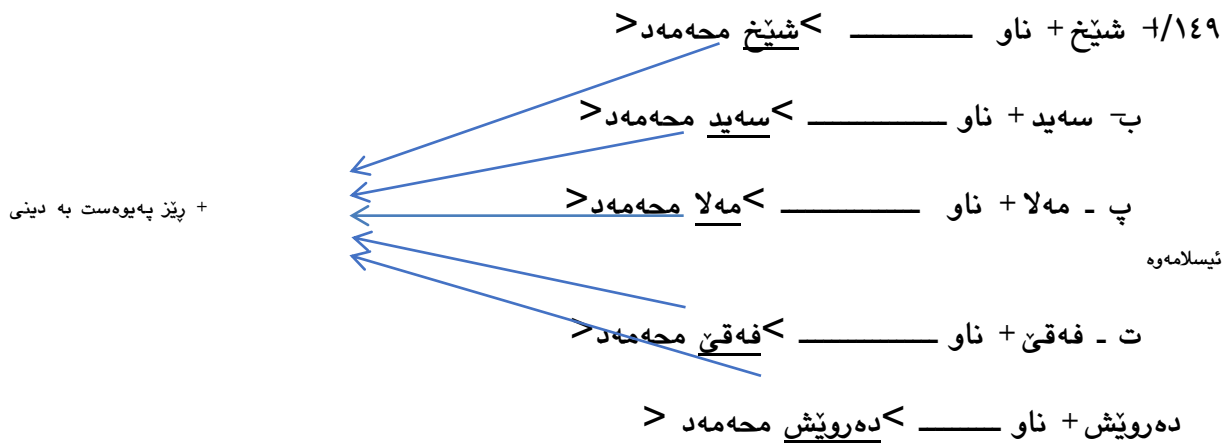 ١٤٩/أ- شێخ + ناو ــــــــــــ >شێخ محەمەد<
ب- سەید + ناو ــــــــــــ >سەید محەمەد<
پ ـ مەلا + ناو ــــــــــــ >مەلا محەمەد<
+ ڕێز پەیوەست بە دینی
ئیسلامەوە
ت ـ فەقێ + ناو ــــــــــــ >فەقێ محەمەد<
دەروێش + ناو ــــــــ >دەروێش محەمەد <